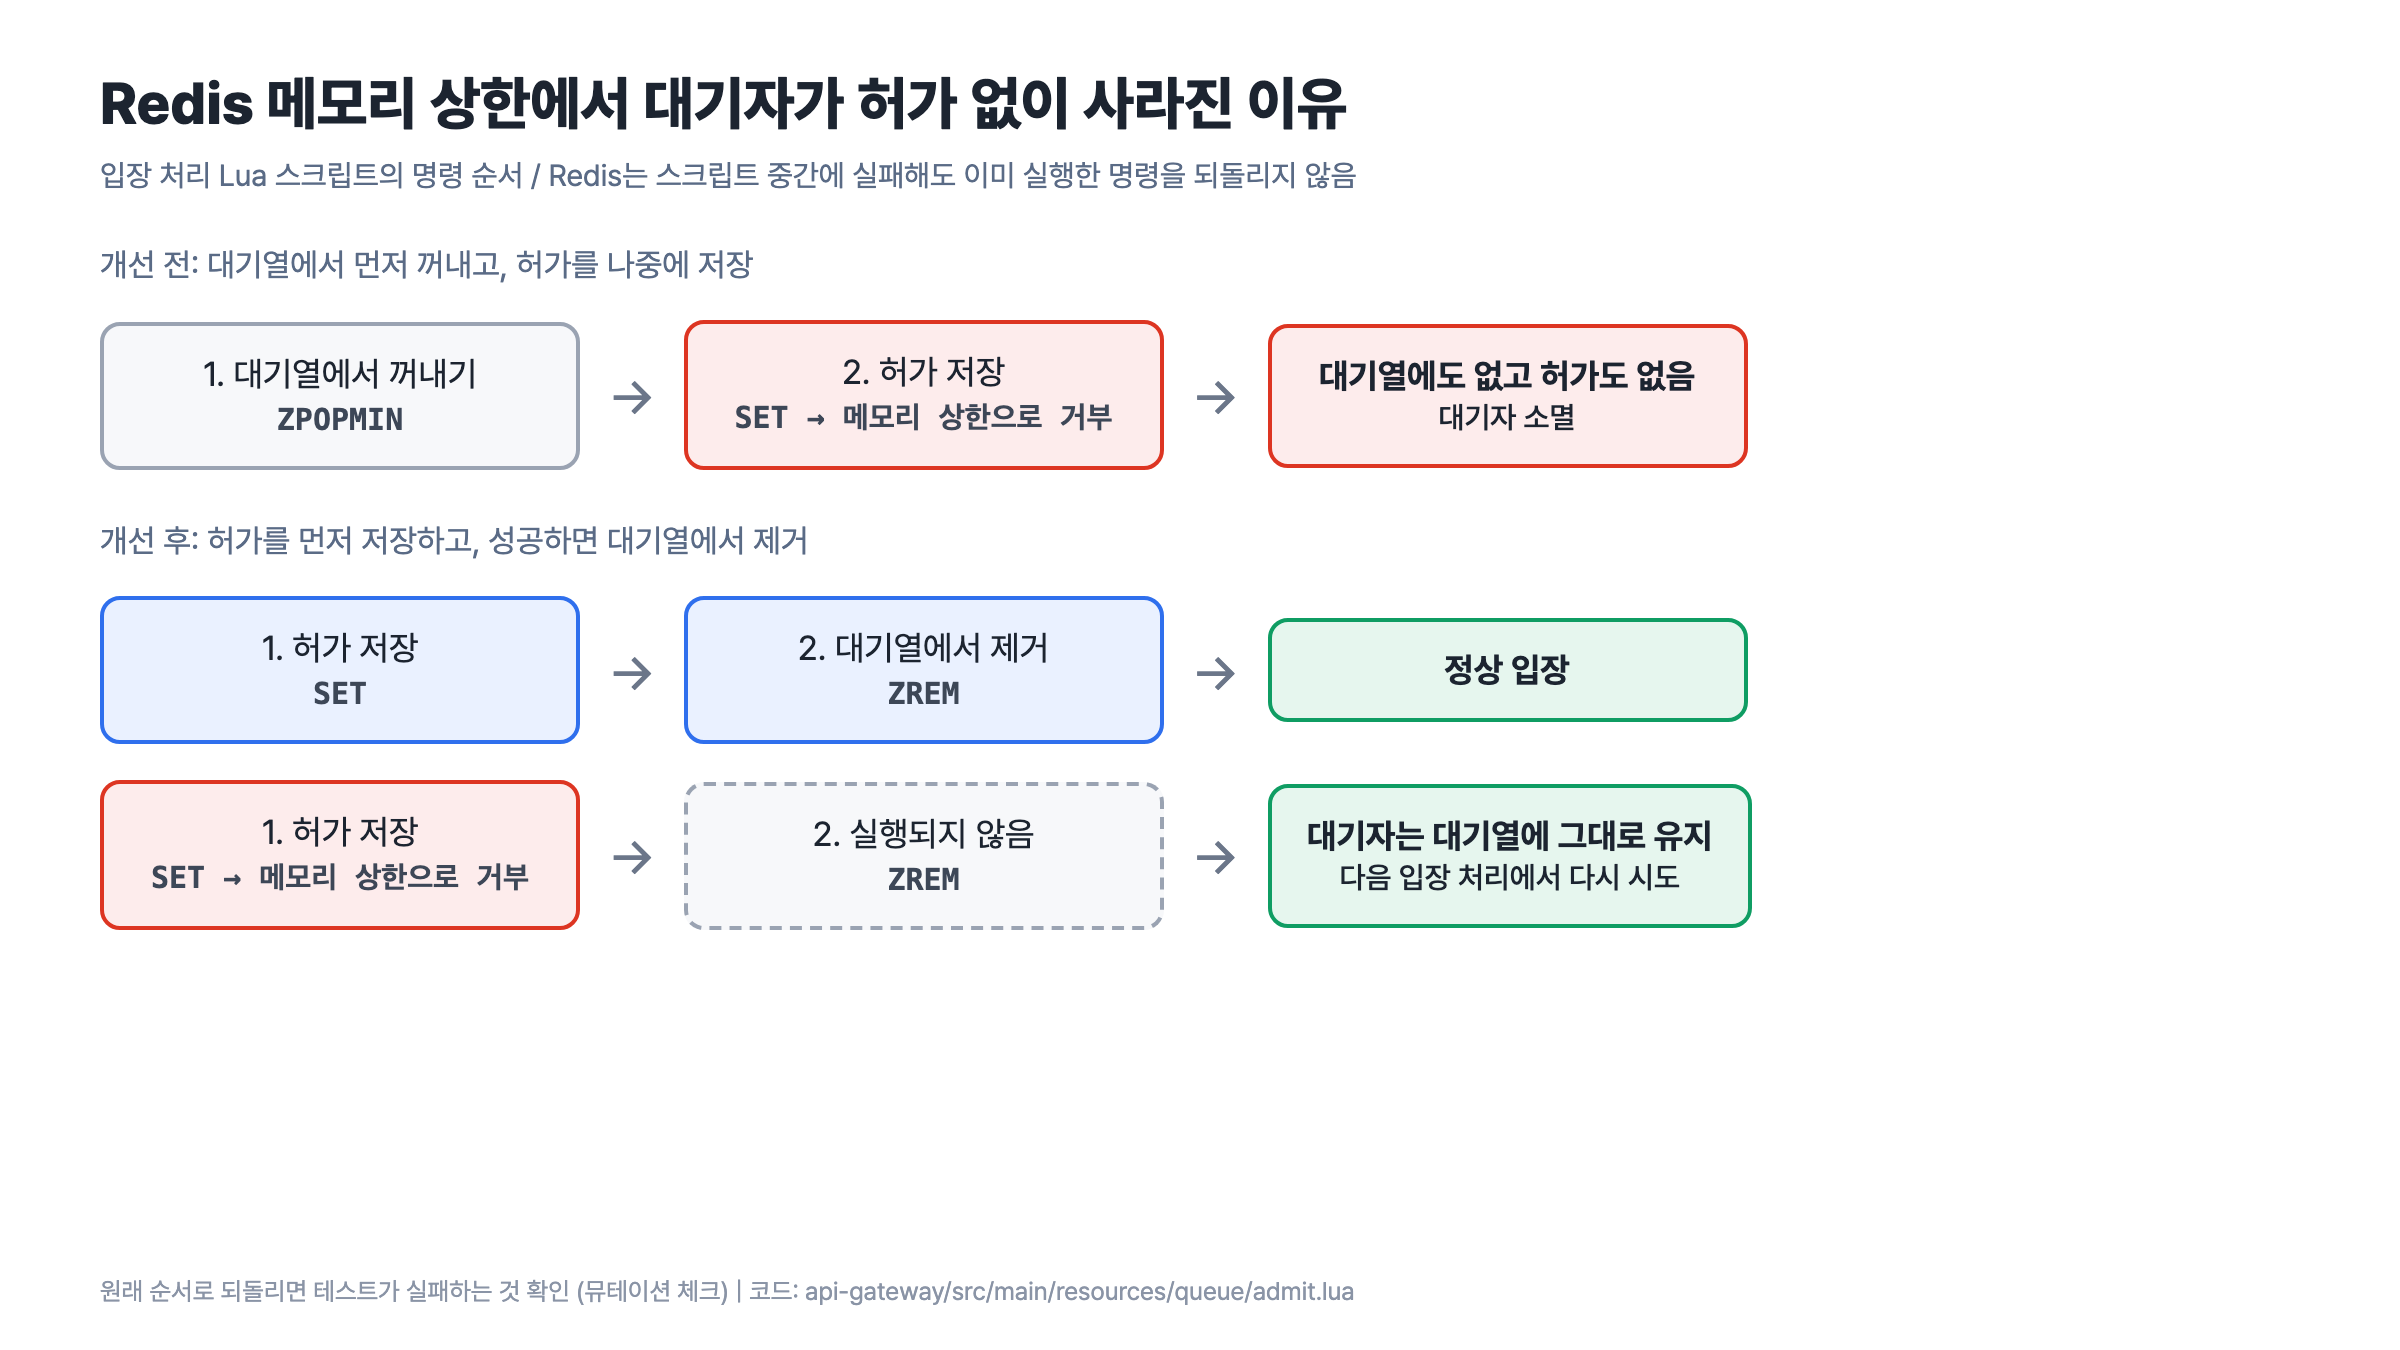 Redis 메모리 상한에서 대기자가 허가 없이 사라진 이유
입장 처리 Lua 스크립트의 명령 순서 / Redis는 스크립트 중간에 실패해도 이미 실행한 명령을 되돌리지 않음
개선 전: 대기열에서 먼저 꺼내고, 허가를 나중에 저장
1. 대기열에서 꺼내기
ZPOPMIN
→
2. 허가 저장
SET → 메모리 상한으로 거부
→
대기열에도 없고 허가도 없음
대기자 소멸
개선 후: 허가를 먼저 저장하고, 성공하면 대기열에서 제거
1. 허가 저장
SET
→
2. 대기열에서 제거
ZREM
→
정상 입장
1. 허가 저장
SET → 메모리 상한으로 거부
→
2. 실행되지 않음
ZREM
→
대기자는 대기열에 그대로 유지
다음 입장 처리에서 다시 시도
원래 순서로 되돌리면 테스트가 실패하는 것 확인 (뮤테이션 체크) | 코드: api-gateway/src/main/resources/queue/admit.lua